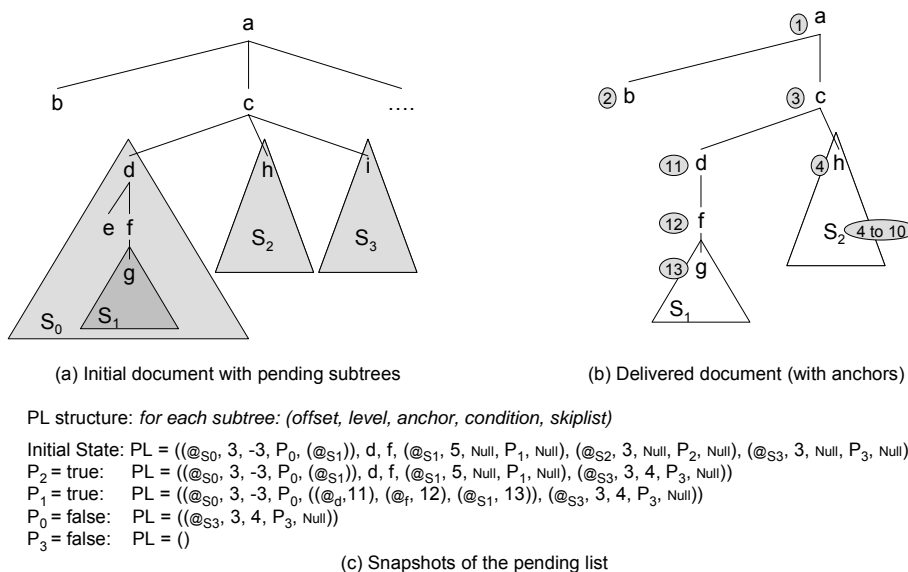 a
b
c
....
d
h
i
e
f
S2
S3
g
S0
S1
(a) Initial document with pending subtrees
1
a
2
b
3
c
11
d
4
h
12
f
S2
4 to 10
13
g
S1
(b) Delivered document (with anchors)
PL structure: for each subtree: (offset, level, anchor, condition, skiplist)
Initial State: PL = ((@S0, 3, -3, P0, (@S1)), d, f, (@S1, 5, Null, P1, Null), (@S2, 3, Null, P2, Null), (@S3, 3, Null, P3, Null)
P2 = true: PL = ((@S0, 3, -3, P0, (@S1)), d, f, (@S1, 5, Null, P1, Null), (@S3, 3, 4, P3, Null))
P1 = true: PL = ((@S0, 3, -3, P0, ((@d,11), (@f, 12), (@S1, 13)), (@S3, 3, 4, P3, Null))
P0 = false: PL = ((@S3, 3, 4, P3, Null))
P3 = false: PL = ()
(c) Snapshots of the pending list